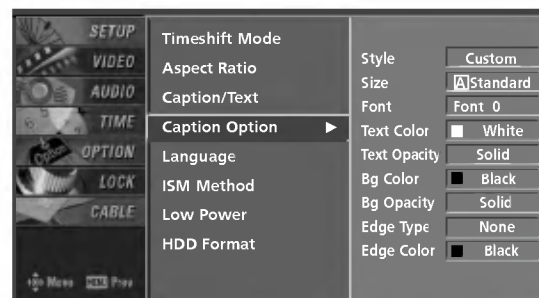 SETUP
VIDEO
AUDIO
TIME
OPTION
LOCK
CABLE
Menu MENU Prev
Timeshift Mode
Aspect Ratio
Caption/Text
Caption Option ▶
Language
ISM Method
Low Power
HDD Format
Style Custom
Size A Standard
Font Font 0
Text Color White
Text Opacity Solid
Bg Color Black
Bg Opacity Solid
Edge Type None
Edge Color Black